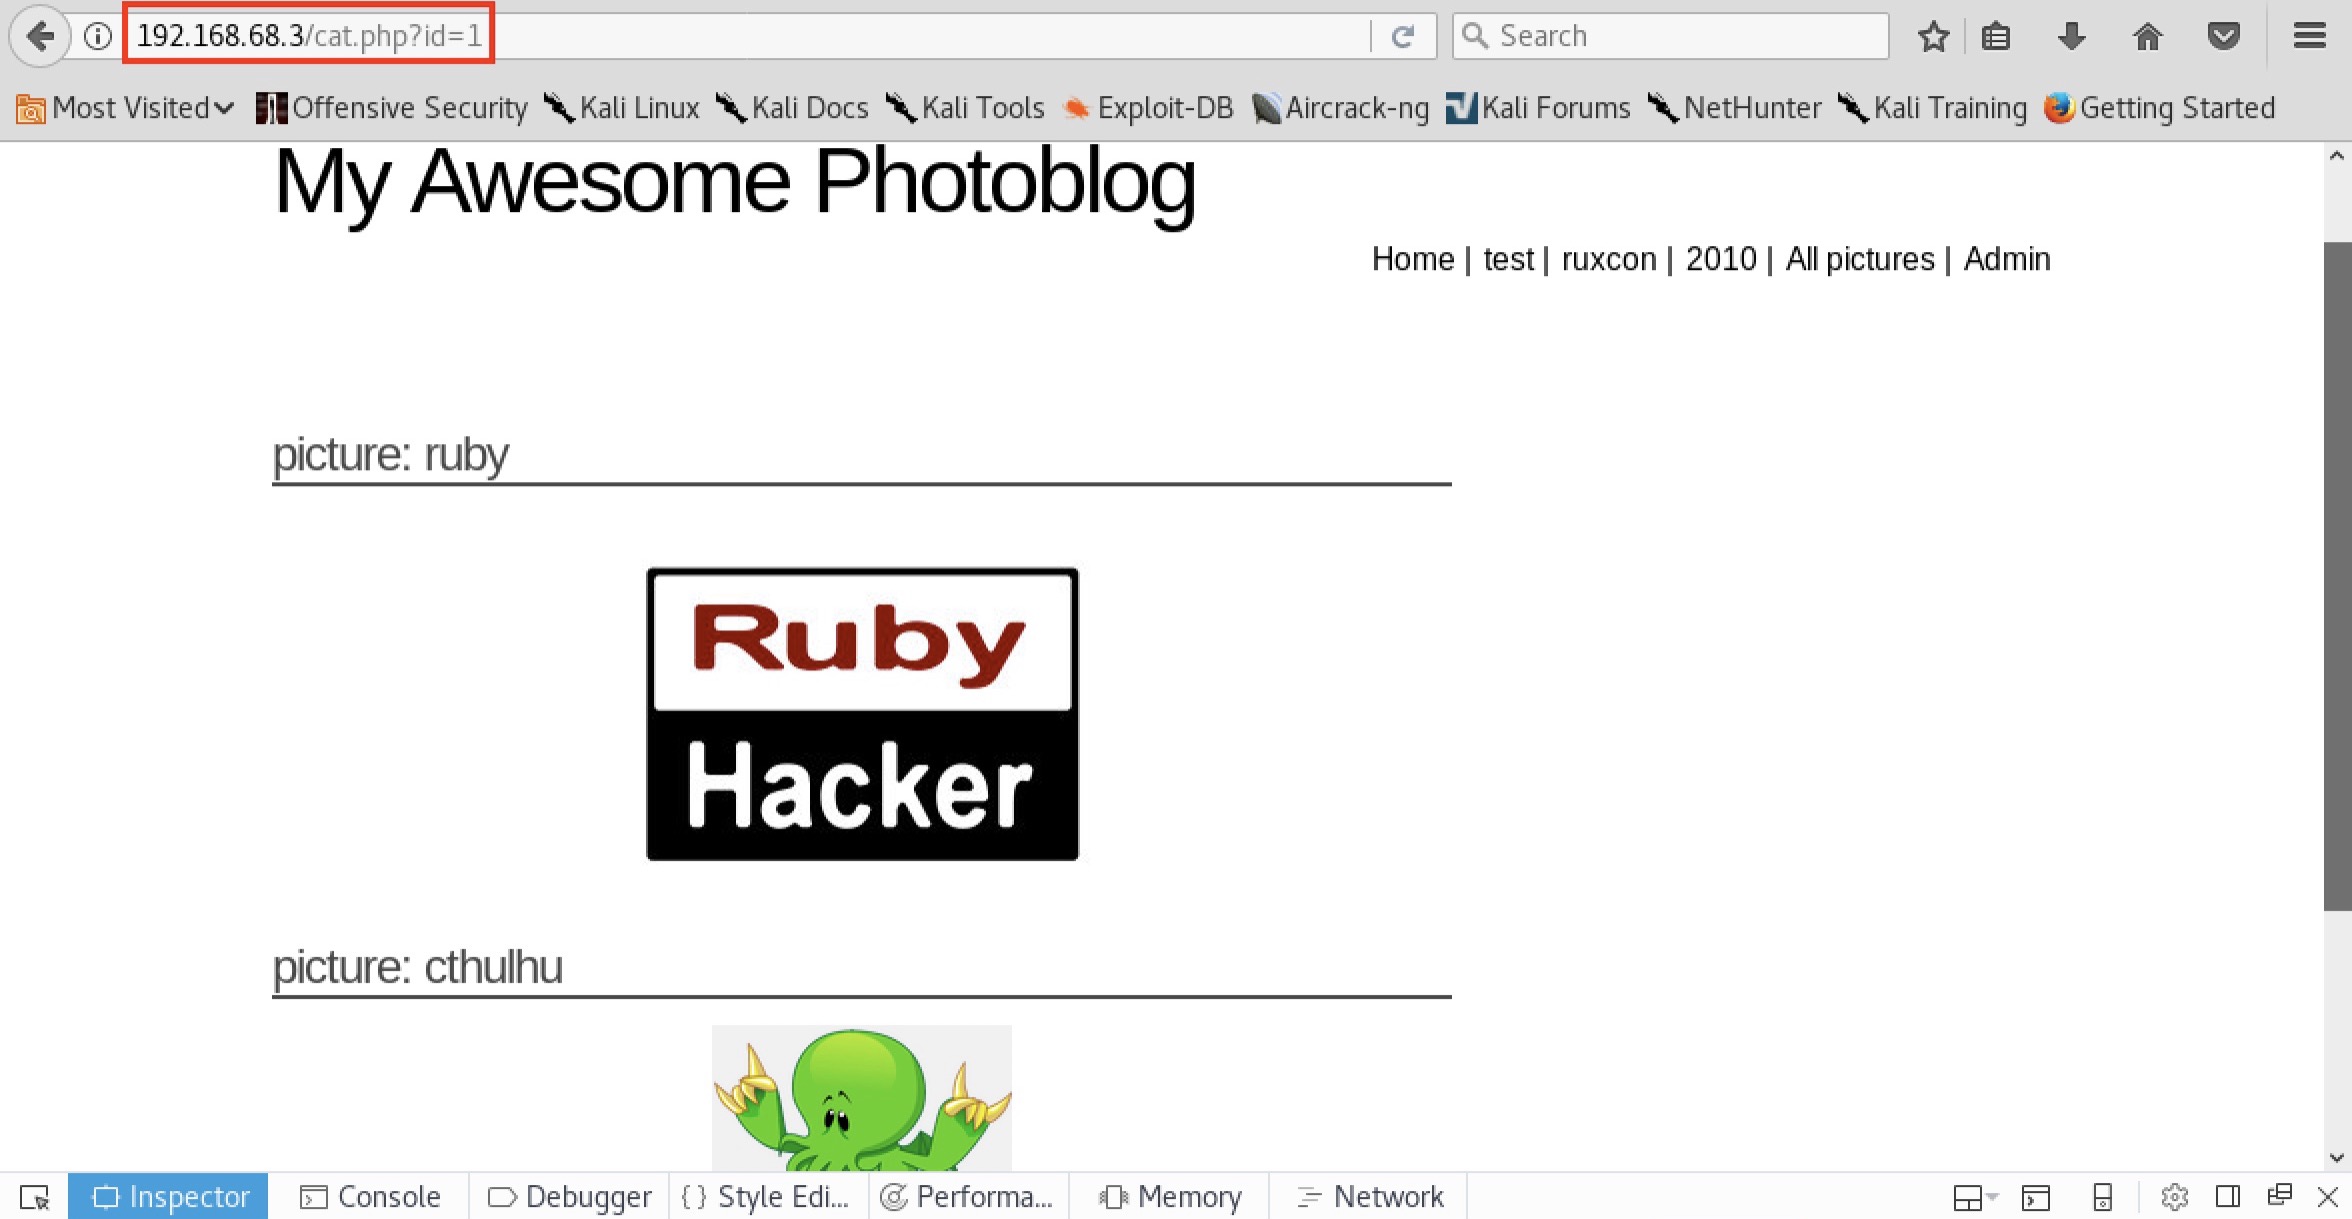 192.168.68.3/cat.php?id=1
Search
Most Visited Offensive Security Kali Linux Kali Docs Kali Tools Exploit-DB Aircrack-ng Kali Forums NetHunter Kali Training Getting Started
My Awesome Photoblog
Home | test | ruxcon | 2010 | All pictures | Admin
picture: ruby
Ruby
Hacker
picture: cthulhu
Inspector Console Debugger Style Edi... Performa... Memory Network